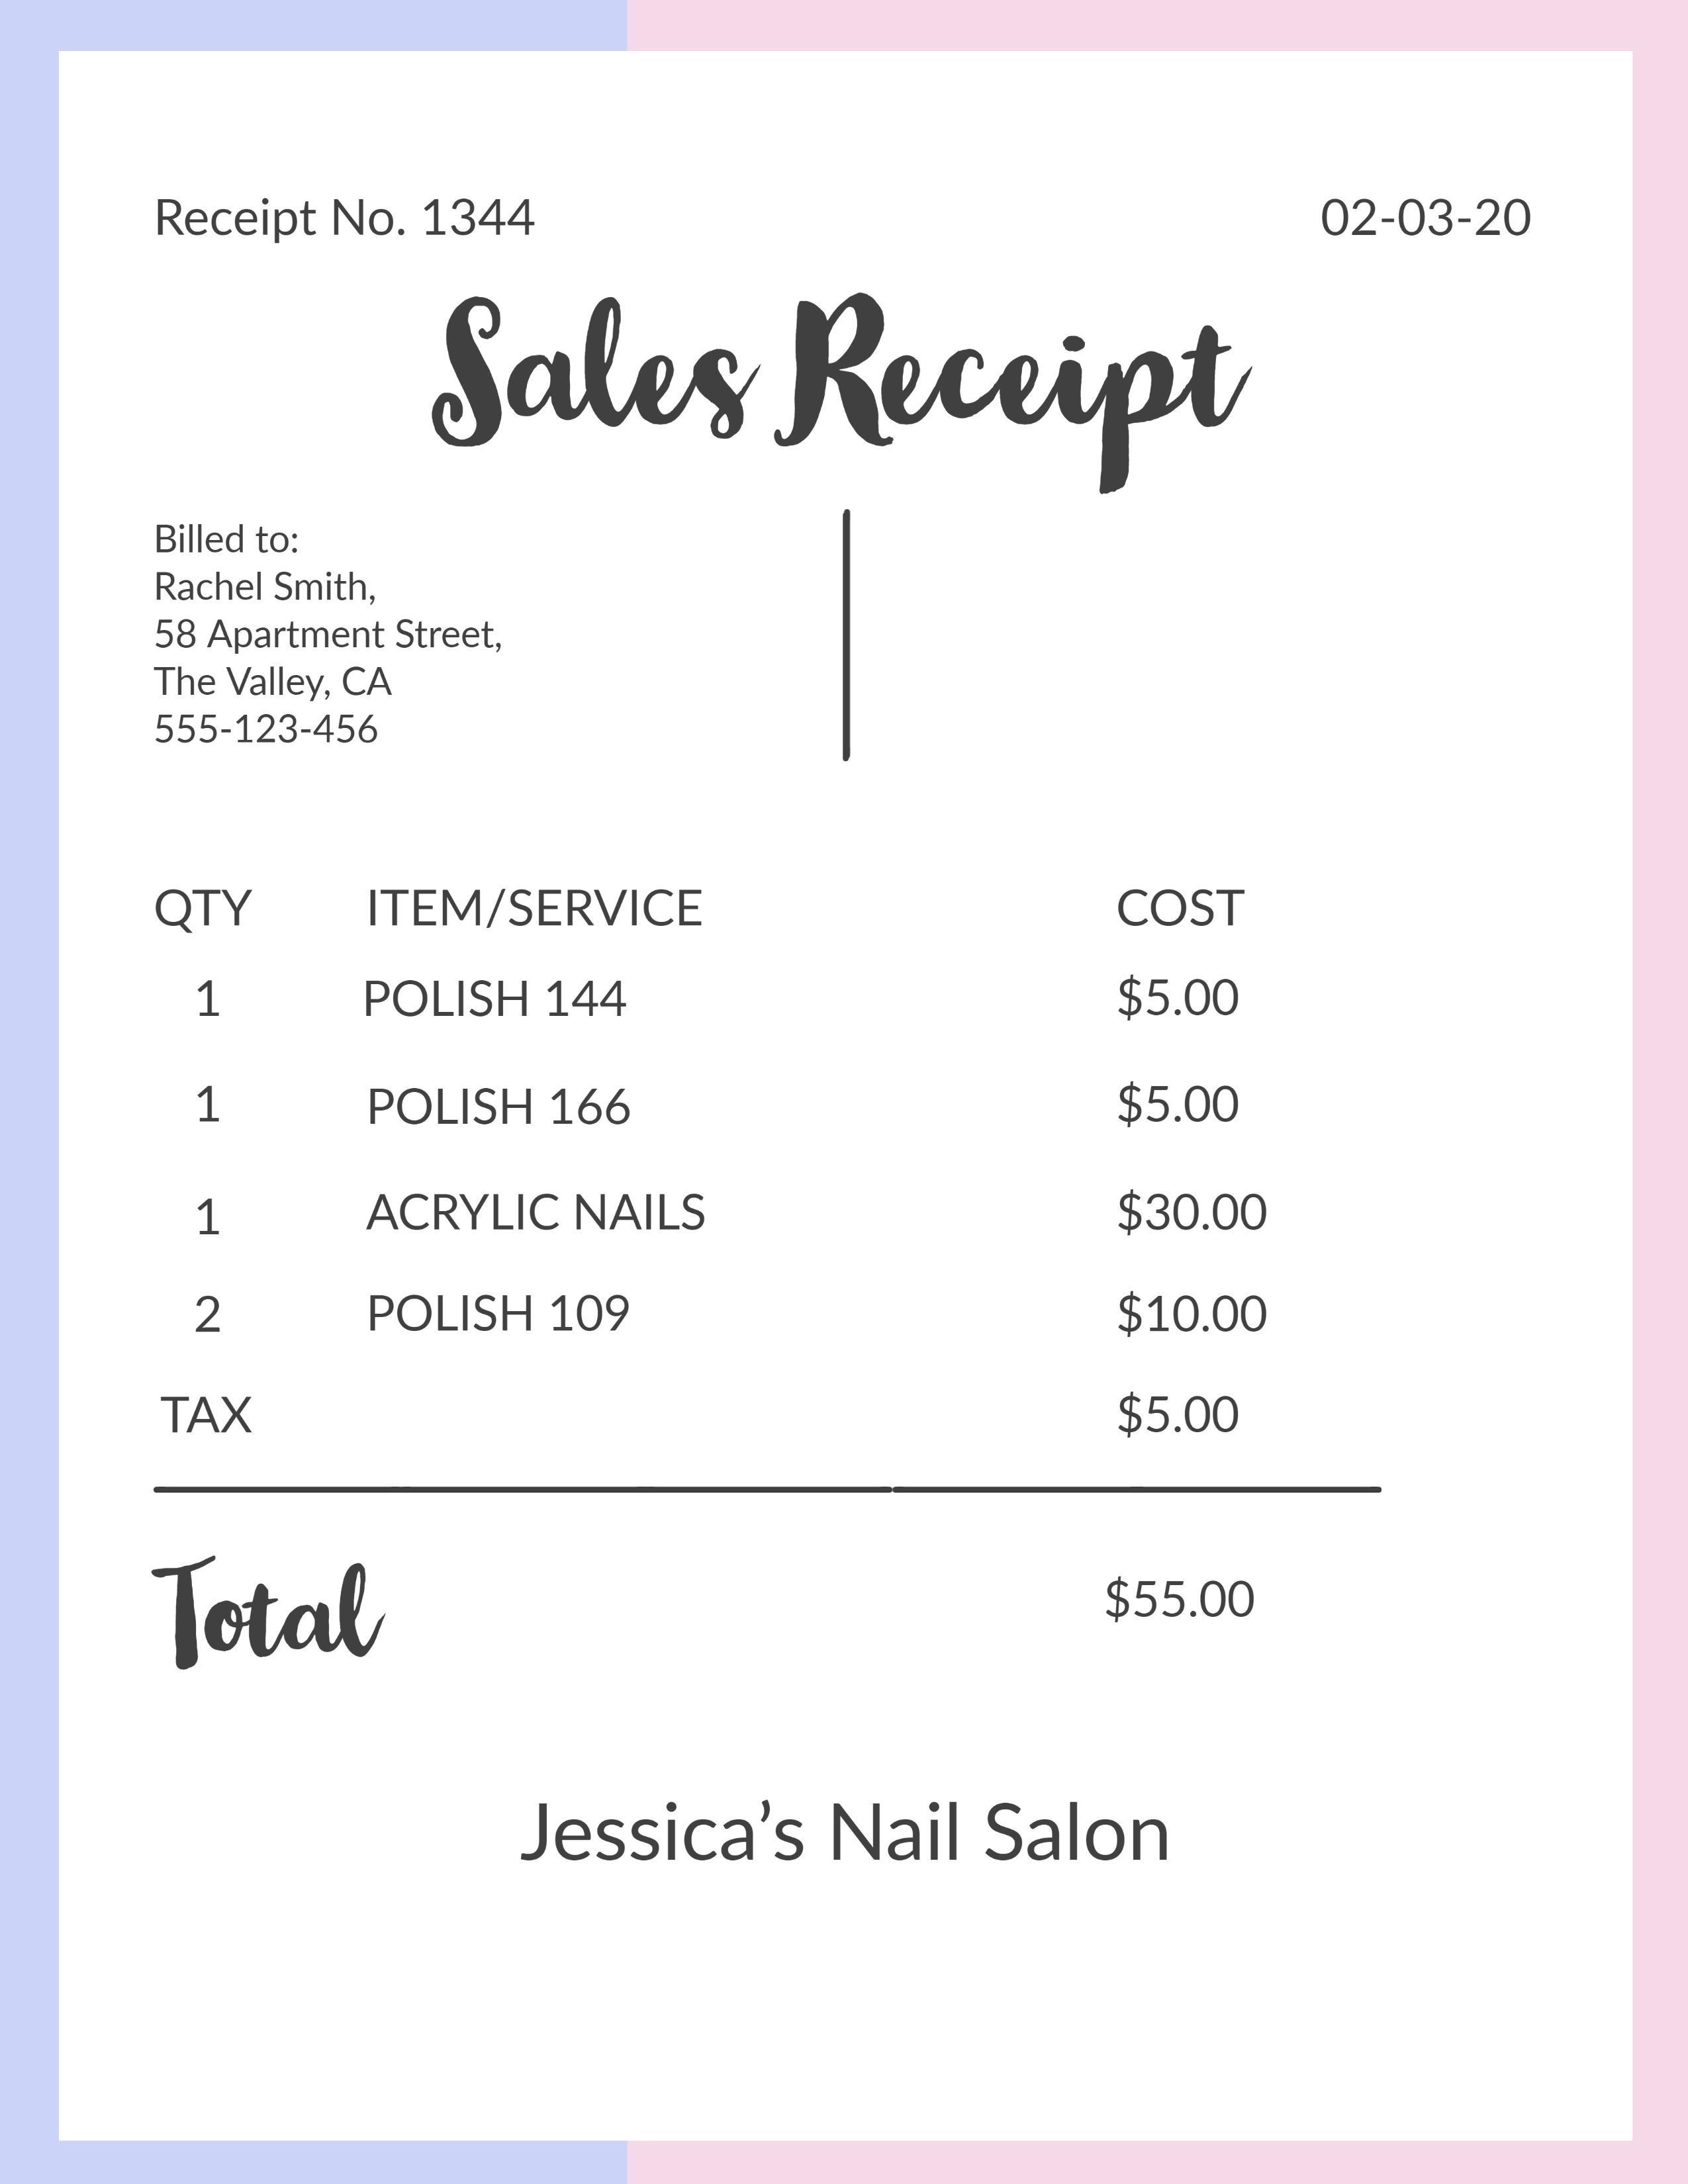 Receipt No. 1344 02-03-20
Sales Receipt
Billed to:
Rachel Smith,
58 Apartment Street,
The Valley, CA
555-123-456
QTY ITEM/SERVICE COST
1 POLISH 144 $5.00
1 POLISH 166 $5.00
1 ACRYLIC NAILS $30.00
2 POLISH 109 $10.00
TAX $5.00
Total $55.00
Jessica’s Nail Salon